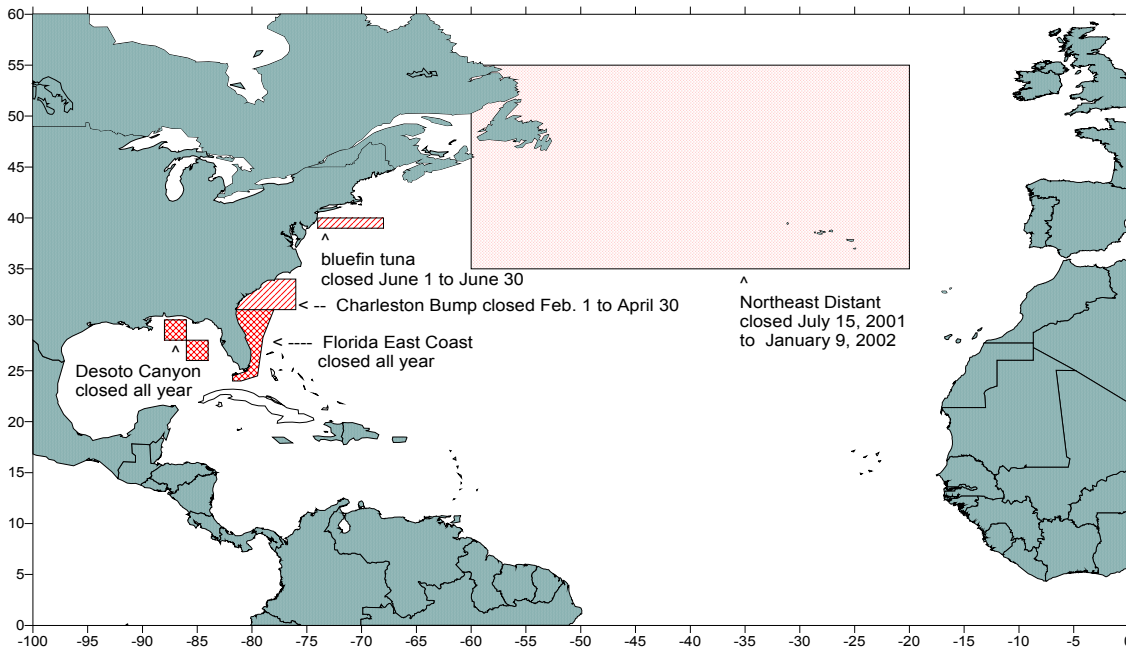 60
55
50
45
40
35
30
25
20
15
10
5
0
^
bluefin tuna
closed June 1 to June 30
< -- Charleston Bump closed Feb. 1 to April 30
< ---- Florida East Coast
closed all year
^
Desoto Canyon
closed all year
^
Northeast Distant
closed July 15, 2001
to January 9, 2002
-100 -95 -90 -85 -80 -75 -70 -65 -60 -55 -50 -45 -40 -35 -30 -25 -20 -15 -10 -5 0